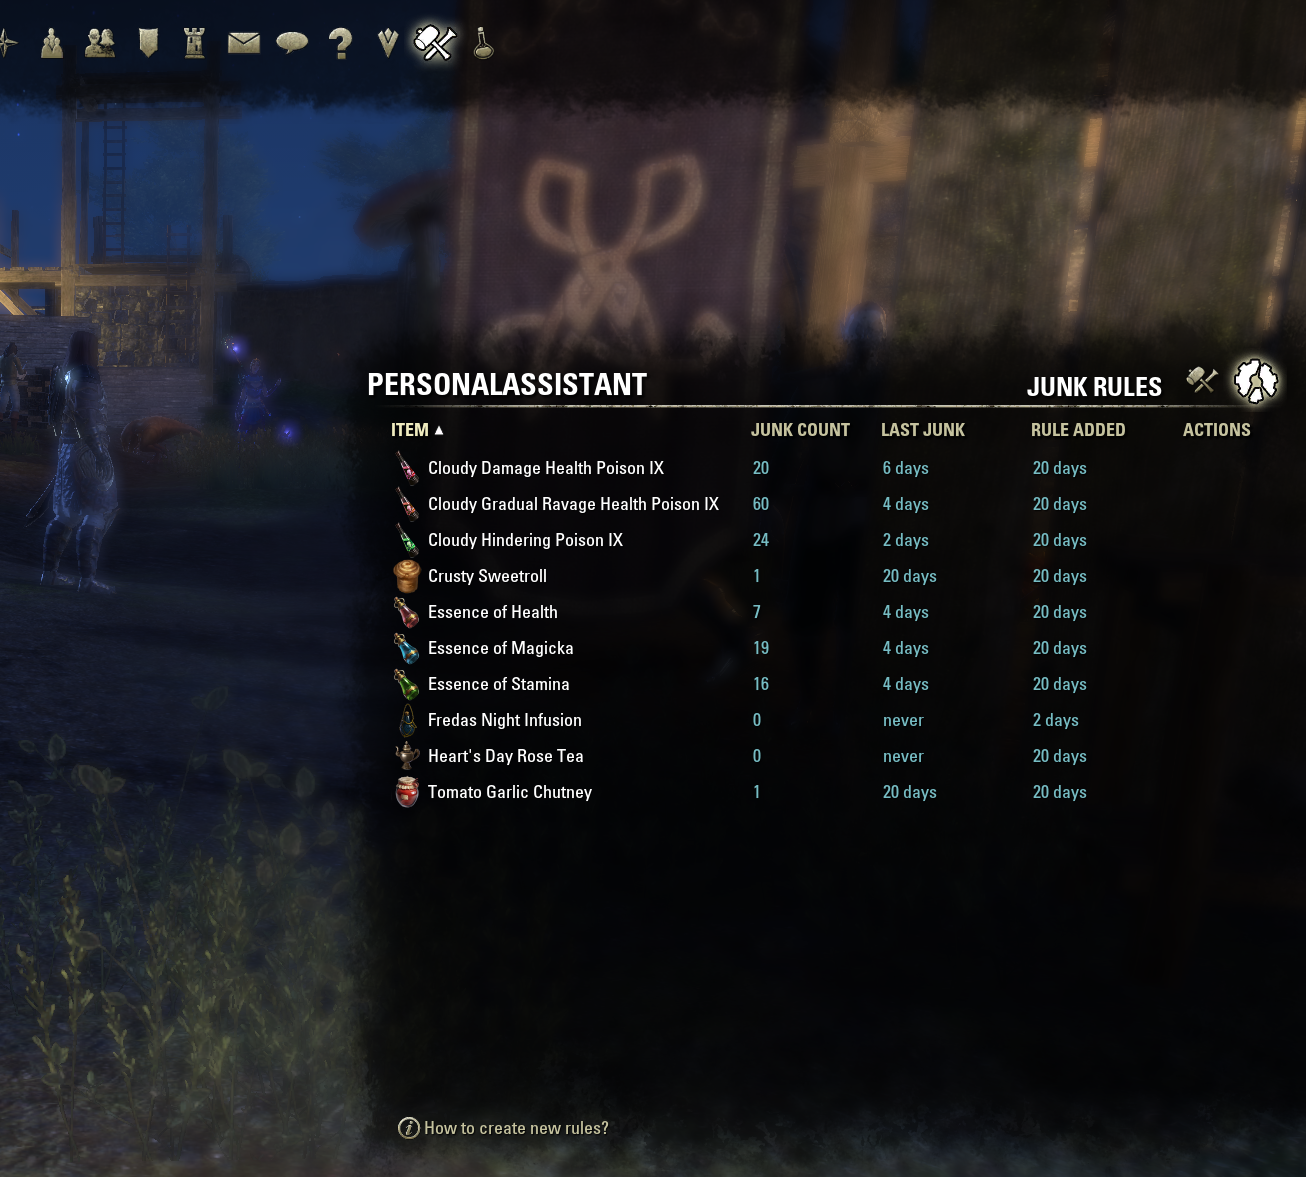 PERSONALASSISTANT JUNK RULES
ITEM ▲ JUNK COUNT LAST JUNK RULE ADDED ACTIONS
Cloudy Damage Health Poison IX 20 6 days 20 days
Cloudy Gradual Ravage Health Poison IX 60 4 days 20 days
Cloudy Hindering Poison IX 24 2 days 20 days
Crusty Sweetroll 1 20 days 20 days
Essence of Health 7 4 days 20 days
Essence of Magicka 19 4 days 20 days
Essence of Stamina 16 4 days 20 days
Fredas Night Infusion 0 never 2 days
Heart's Day Rose Tea 0 never 20 days
Tomato Garlic Chutney 1 20 days 20 days
How to create new rules?